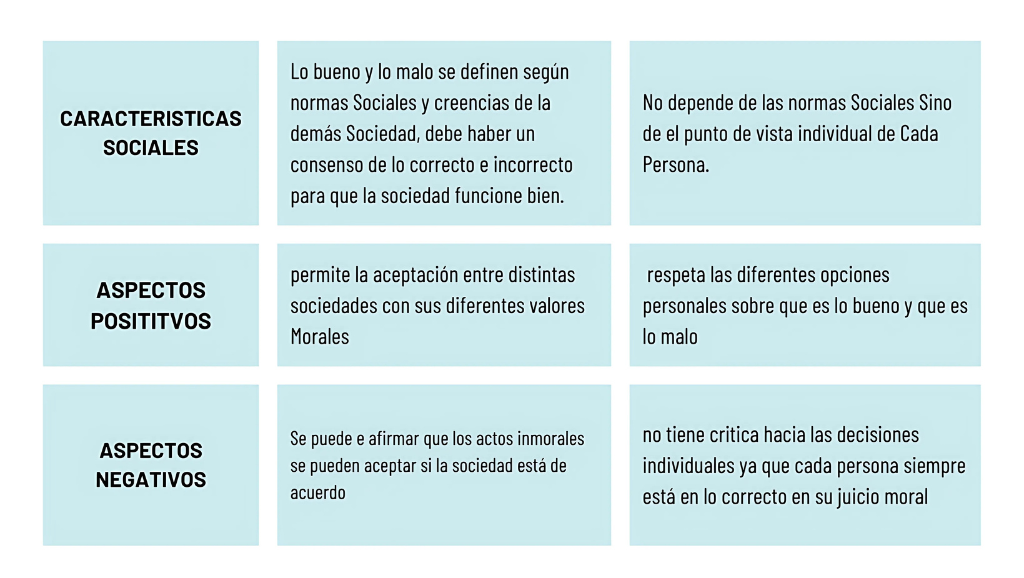 CARACTERISTICAS
SOCIALES
Lo bueno y lo malo se definen según
normas Sociales y creencias de la
demás Sociedad, debe haber un
consenso de lo correcto e incorrecto
para que la sociedad funcione bien.
No depende de las normas Sociales Sino
de el punto de vista individual de Cada
Persona.
ASPECTOS
POSITITVOS
permite la aceptación entre distintas
sociedades con sus diferentes valores
Morales
respeta las diferentes opciones
personales sobre que es lo bueno y que es
lo malo
ASPECTOS
NEGATIVOS
Se puede e afirmar que los actos inmorales
se pueden aceptar si la sociedad está de
acuerdo
no tiene critica hacia las decisiones
individuales ya que cada persona siempre
está en lo correcto en su juicio moral